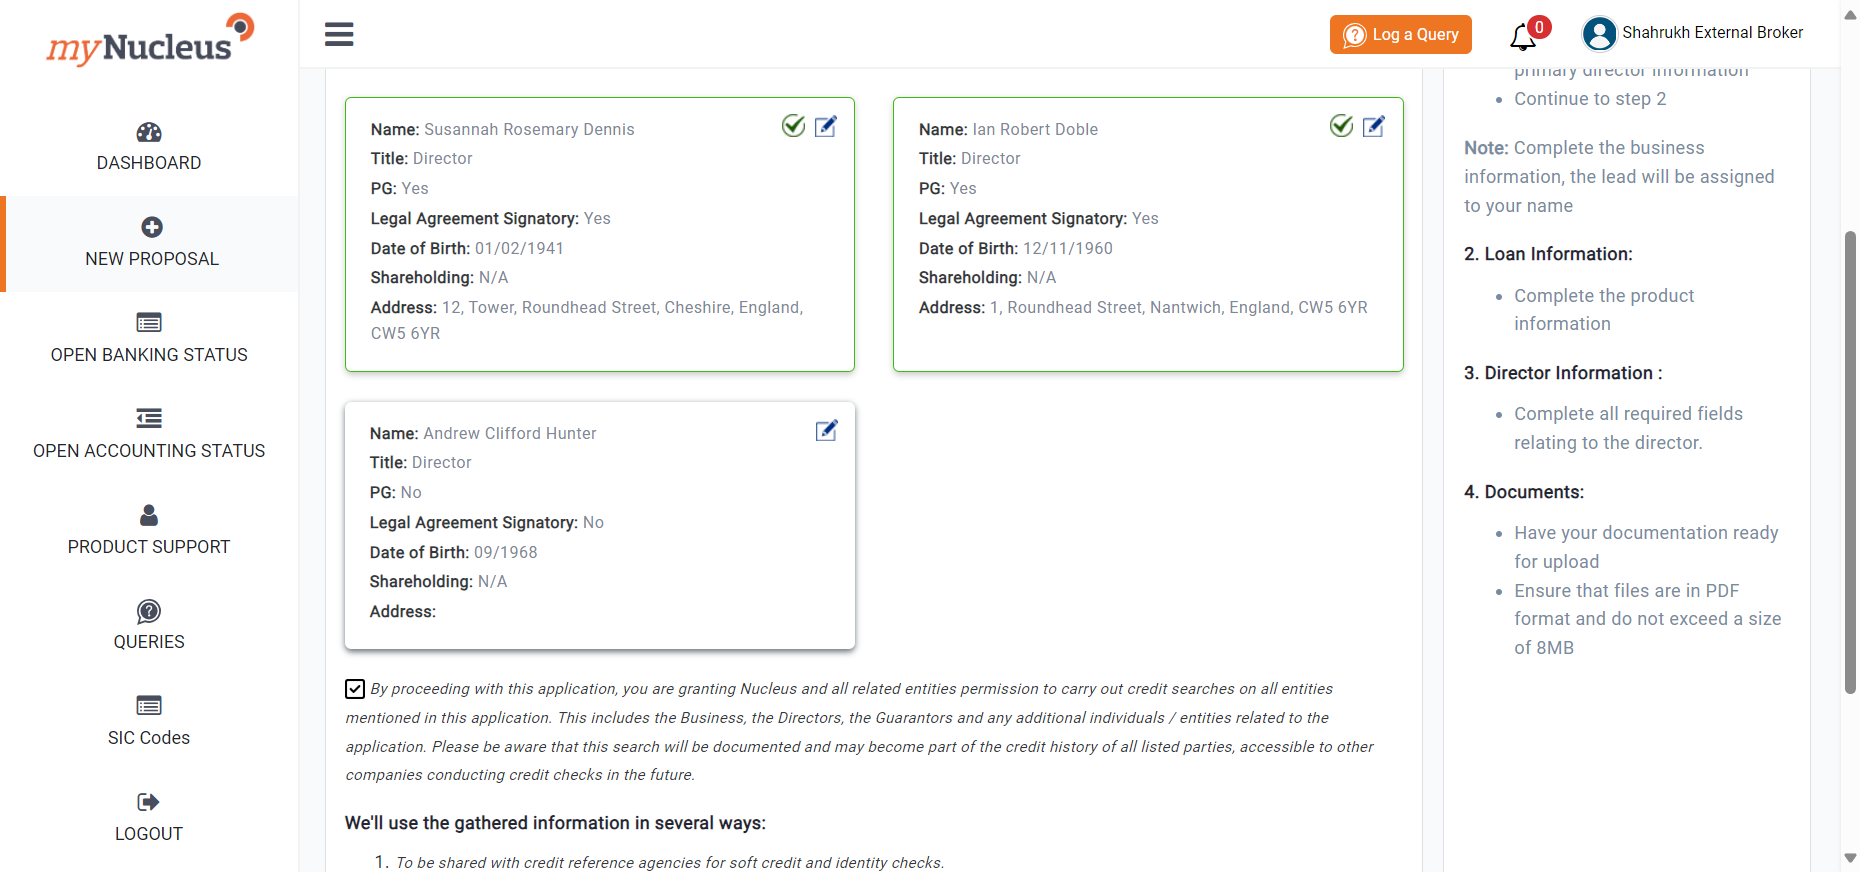 myNucleus
DASHBOARD
NEW PROPOSAL
OPEN BANKING STATUS
OPEN ACCOUNTING STATUS
PRODUCT SUPPORT
QUERIES
SIC Codes
LOGOUT
Log a Query
0
Shahrukh External Broker
Name: Susannah Rosemary Dennis
Title: Director
PG: Yes
Legal Agreement Signatory: Yes
Date of Birth: 01/02/1941
Shareholding: N/A
Address: 12, Tower, Roundhead Street, Cheshire, England,
CW5 6YR
Name: Ian Robert Doble
Title: Director
PG: Yes
Legal Agreement Signatory: Yes
Date of Birth: 12/11/1960
Shareholding: N/A
Address: 1, Roundhead Street, Nantwich, England, CW5 6YR
Name: Andrew Clifford Hunter
Title: Director
PG: No
Legal Agreement Signatory: No
Date of Birth: 09/1968
Shareholding: N/A
Address:
By proceeding with this application, you are granting Nucleus and all related entities permission to carry out credit searches on all entities
mentioned in this application. This includes the Business, the Directors, the Guarantors and any additional individuals / entities related to the
application. Please be aware that this search will be documented and may become part of the credit history of all listed parties, accessible to other
companies conducting credit checks in the future.
We'll use the gathered information in several ways:
1. To be shared with credit reference agencies for soft credit and identity checks.
primary director information
• Continue to step 2
Note: Complete the business
information, the lead will be assigned
to your name
2. Loan Information:
• Complete the product
information
3. Director Information :
• Complete all required fields
relating to the director.
4. Documents:
• Have your documentation ready
for upload
• Ensure that files are in PDF
format and do not exceed a size
of 8MB